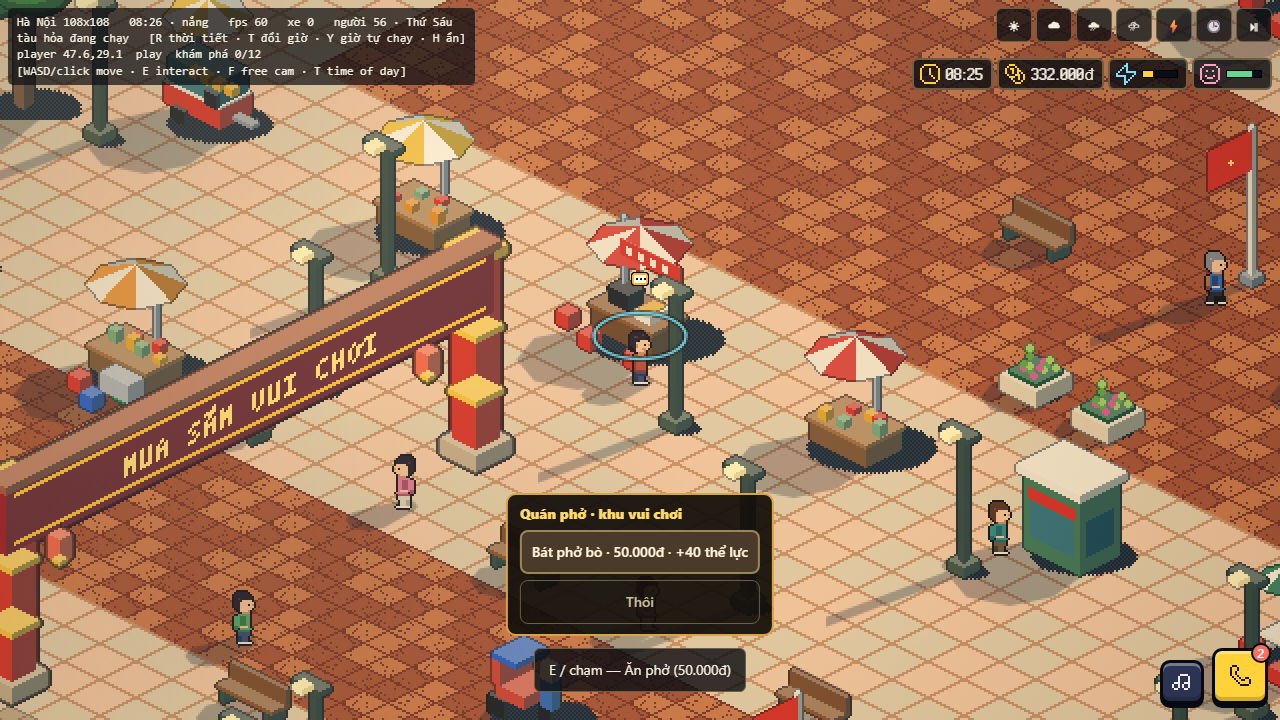 Hà Nội 108x108 08:26 · nắng fps 60 xe 0 người 56 · Thứ Sáu
tàu hỏa đang chạy [R thời tiết · T đổi giờ · Y giờ tự chạy · H ẩn]
player 47.6,29.1 play khám phá 0/12
[WASD/click move · E interact · F free cam · T time of day]
08:25
332.000đ
MUA SẮM VUI CHƠI
Quán phở · khu vui chơi
Bát phở bò · 50.000đ · +40 thể lực
Thôi
E / chạm — Ăn phở (50.000đ)
2